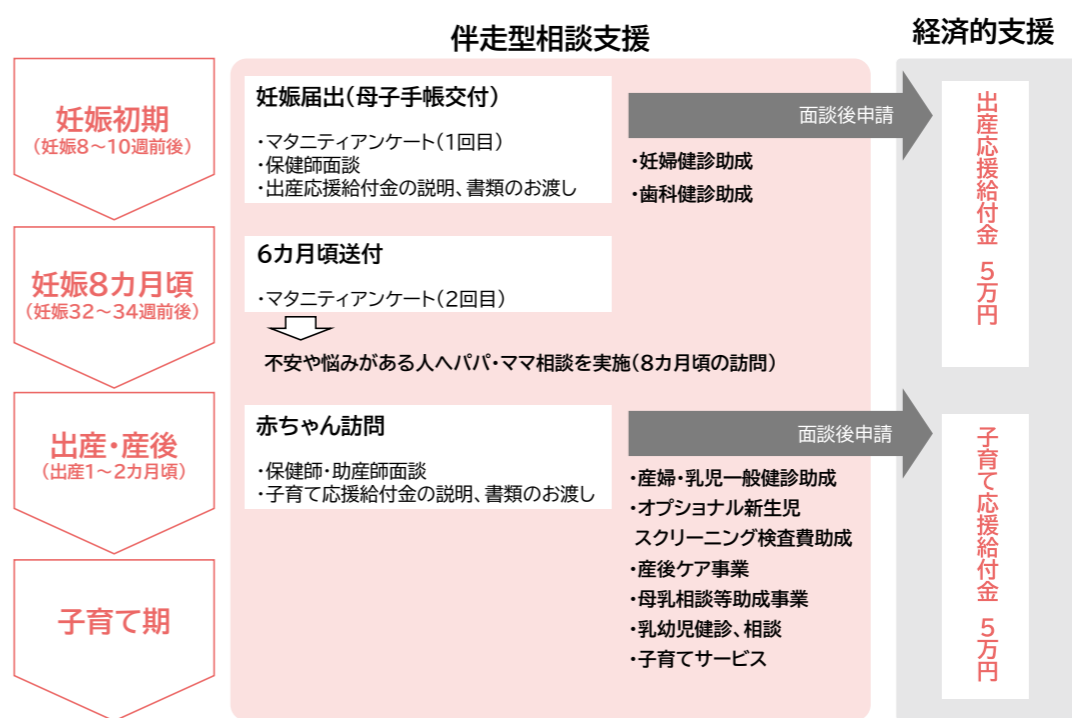 伴走型相談支援
経済的支援
妊娠初期
(妊娠8～10週前後)
妊娠届出(母子手帳交付)
・マタニティアンケート(1回目)
・保健師面談
・出産応援給付金の説明、書類のお渡し
面談後申請
・妊婦健診助成
・歯科健診助成
出産応援給付金 5万円
妊娠8カ月頃
(妊娠32～34週前後)
6カ月頃送付
・マタニティアンケート(2回目)
不安や悩みがある人へパパ・ママ相談を実施(8カ月頃の訪問)
出産・産後
(出産1～2カ月頃)
赤ちゃん訪問
・保健師・助産師面談
・子育て応援給付金の説明、書類のお渡し
面談後申請
・産婦・乳児一般健診助成
・オプショナル新生児
スクリーニング検査費助成
・産後ケア事業
・母乳相談等助成事業
・乳幼児健診、相談
・子育てサービス
子育て応援給付金 5万円
子育て期